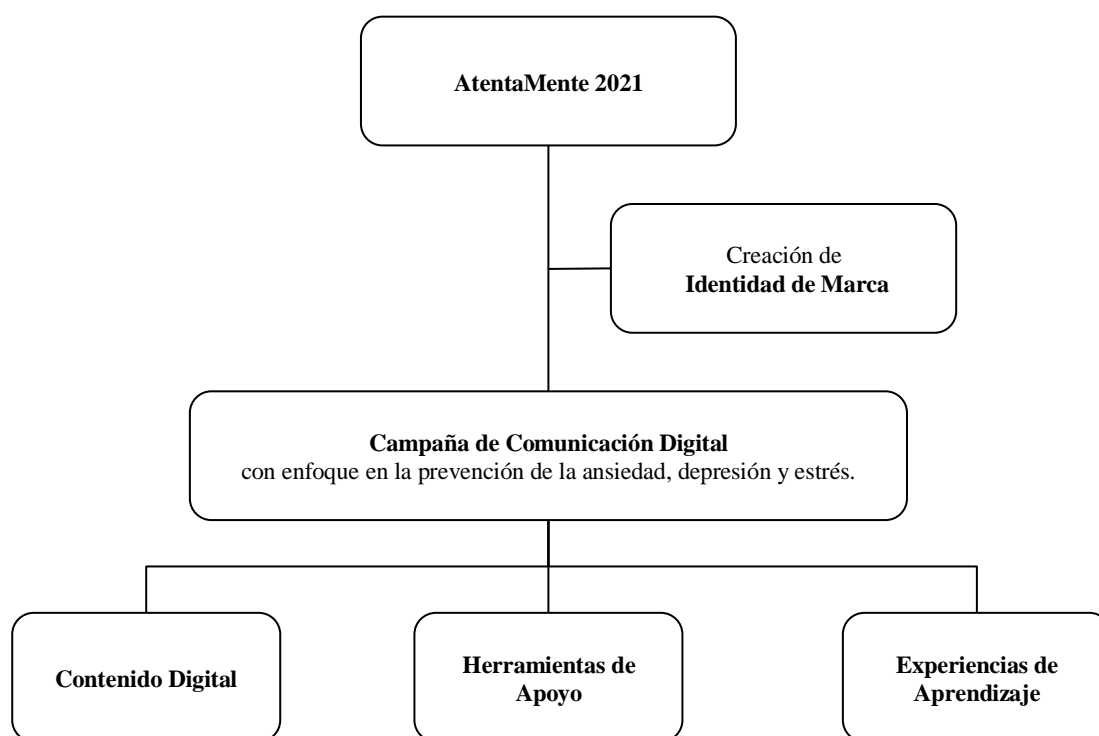 AtentaMente 2021
Creación de
Identidad de Marca
Campaña de Comunicación Digital
con enfoque en la prevención de la ansiedad, depresión y estrés.
Contenido Digital
Herramientas de
Apoyo
Experiencias de
Aprendizaje